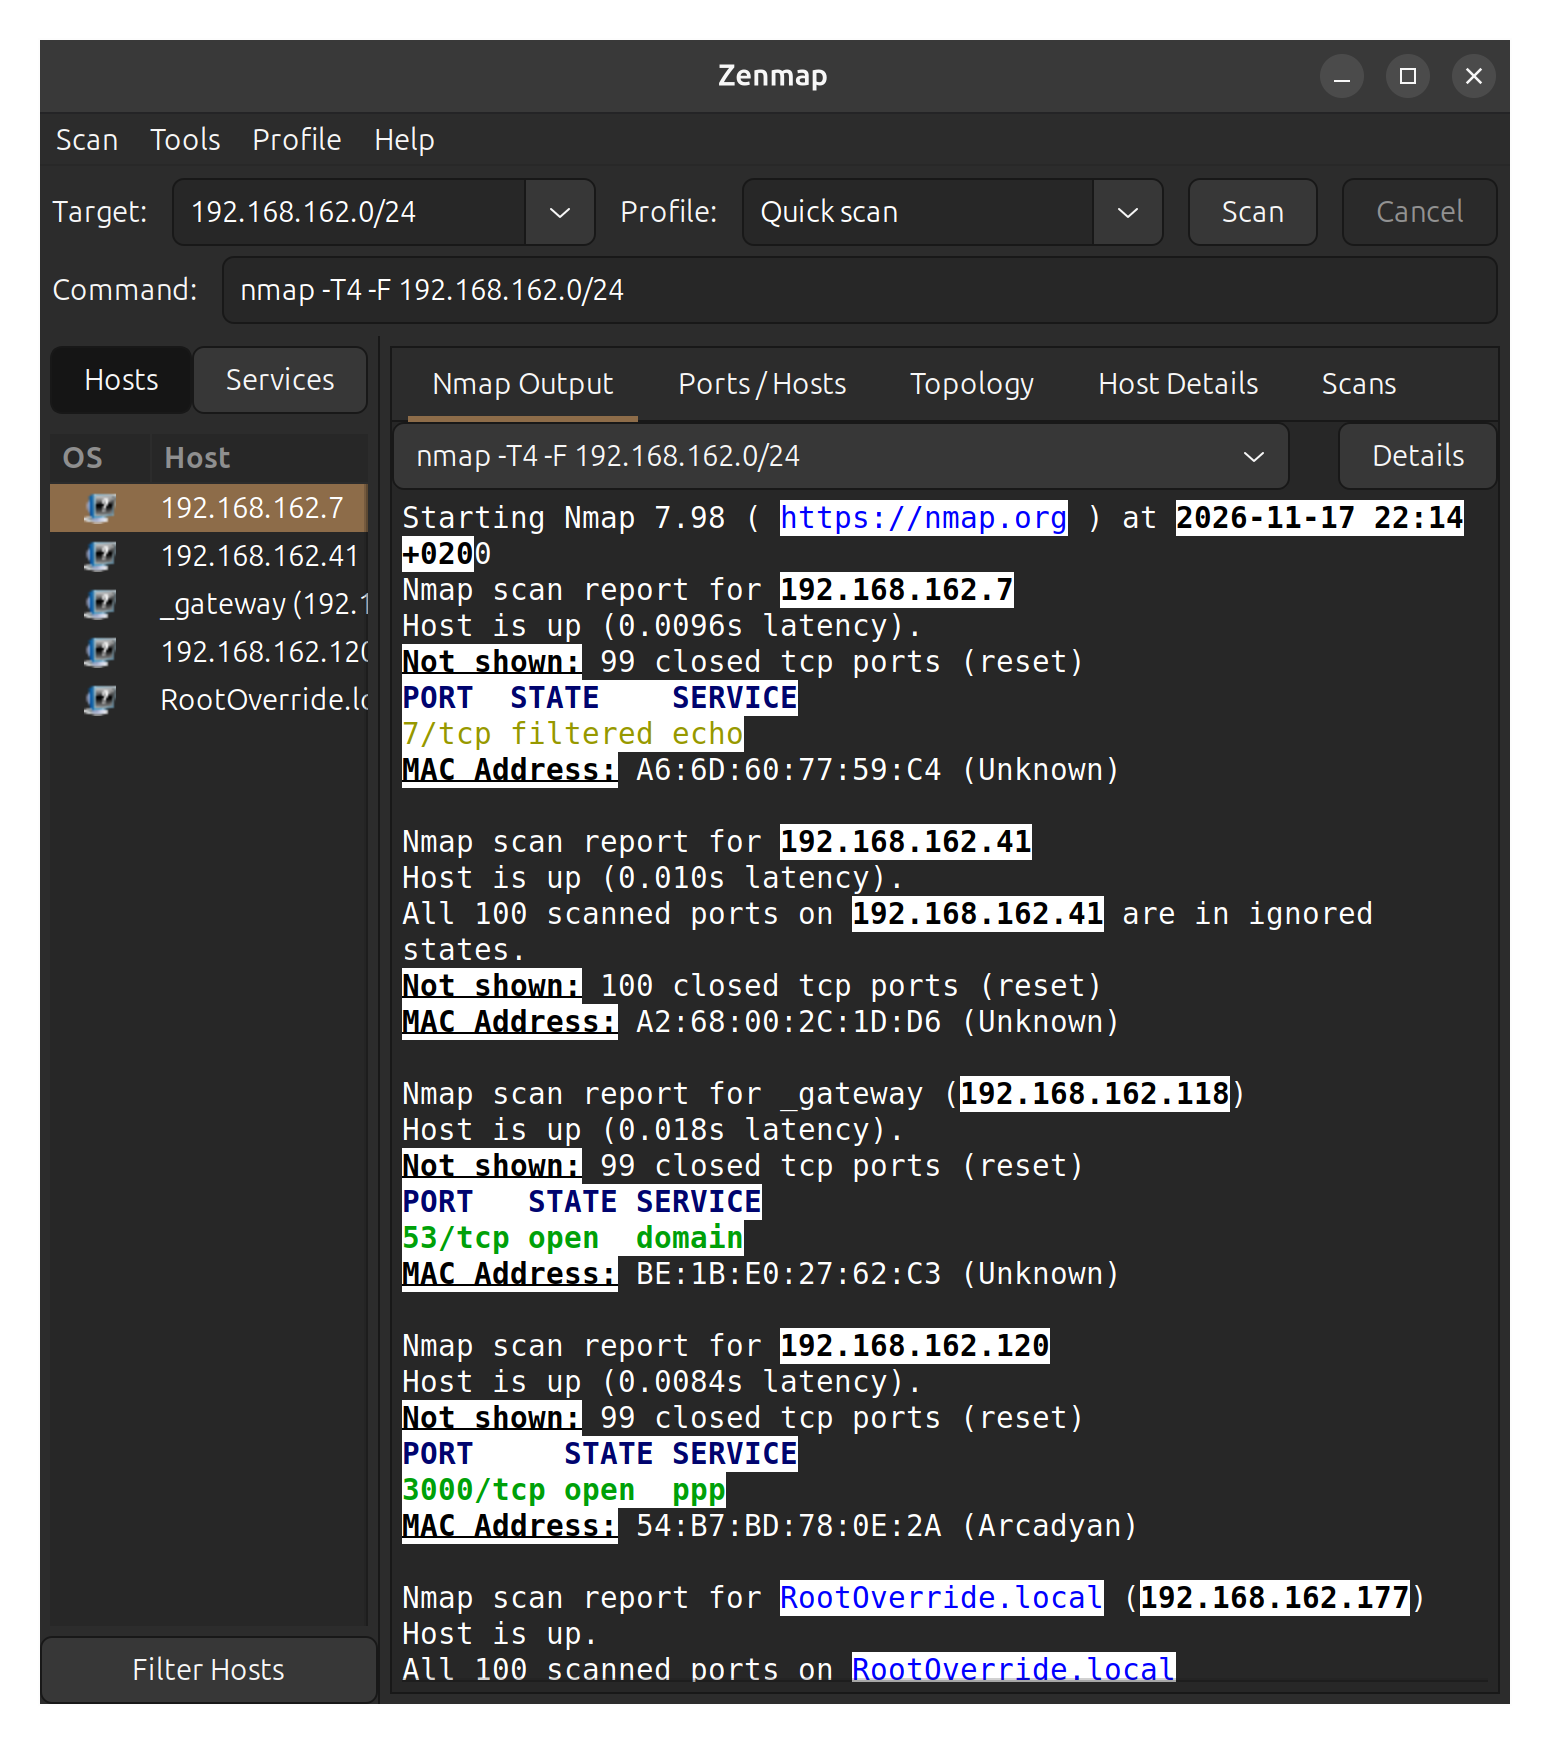 Zenmap
Scan Tools Profile Help
Target: 192.168.162.0/24 Profile: Quick scan Scan Cancel
Command: nmap -T4 -F 192.168.162.0/24
Hosts Services
OS Host
192.168.162.7
192.168.162.41
_gateway (192.1
192.168.162.120
RootOverride.lo
Filter Hosts
Nmap Output Ports / Hosts Topology Host Details Scans
nmap -T4 -F 192.168.162.0/24 Details
Starting Nmap 7.98 ( https://nmap.org ) at 2026-11-17 22:14
+0200
Nmap scan report for 192.168.162.7
Host is up (0.0096s latency).
Not shown: 99 closed tcp ports (reset)
PORT STATE SERVICE
7/tcp filtered echo
MAC Address: A6:6D:60:77:59:C4 (Unknown)
Nmap scan report for 192.168.162.41
Host is up (0.010s latency).
All 100 scanned ports on 192.168.162.41 are in ignored
states.
Not shown: 100 closed tcp ports (reset)
MAC Address: A2:68:00:2C:1D:D6 (Unknown)
Nmap scan report for _gateway (192.168.162.118)
Host is up (0.018s latency).
Not shown: 99 closed tcp ports (reset)
PORT STATE SERVICE
53/tcp open domain
MAC Address: BE:1B:E0:27:62:C3 (Unknown)
Nmap scan report for 192.168.162.120
Host is up (0.0084s latency).
Not shown: 99 closed tcp ports (reset)
PORT STATE SERVICE
3000/tcp open ppp
MAC Address: 54:B7:BD:78:0E:2A (Arcadyan)
Nmap scan report for RootOverride.local (192.168.162.177)
Host is up.
All 100 scanned ports on RootOverride.local